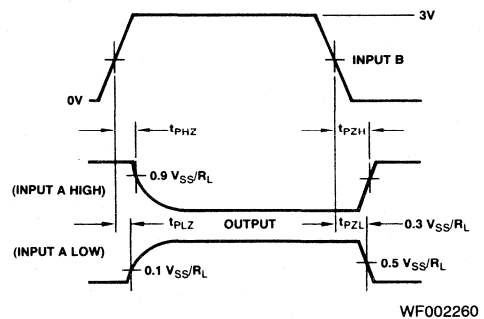 3V
INPUT B
0V
tPHZ
tPZH
0.9 VSS/RL
(INPUT A HIGH)
tPLZ
OUTPUT
tPZL
0.3 VSS/RL
(INPUT A LOW)
0.1 VSS/RL
0.5 VSS/RL
WF002260